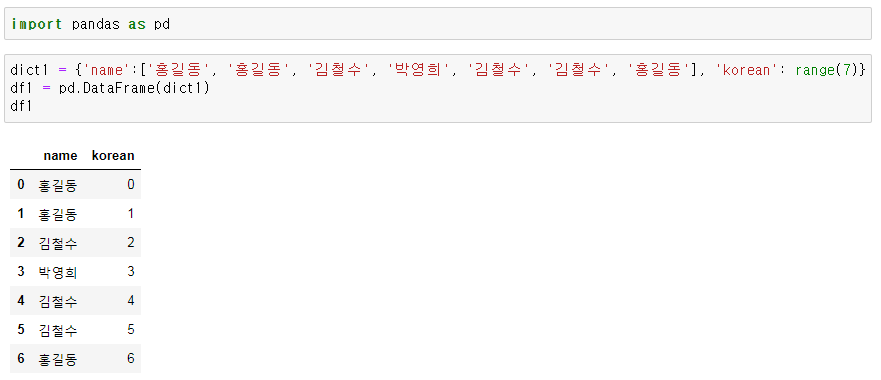 import pandas as pd
dict1 = {'name':['홍길동', '홍길동', '김철수', '박영희', '김철수', '김철수', '홍길동'], 'korean': range(7)}
df1 = pd.DataFrame(dict1)
df1
name korean
0 홍길동 0
1 홍길동 1
2 김철수 2
3 박영희 3
4 김철수 4
5 김철수 5
6 홍길동 6